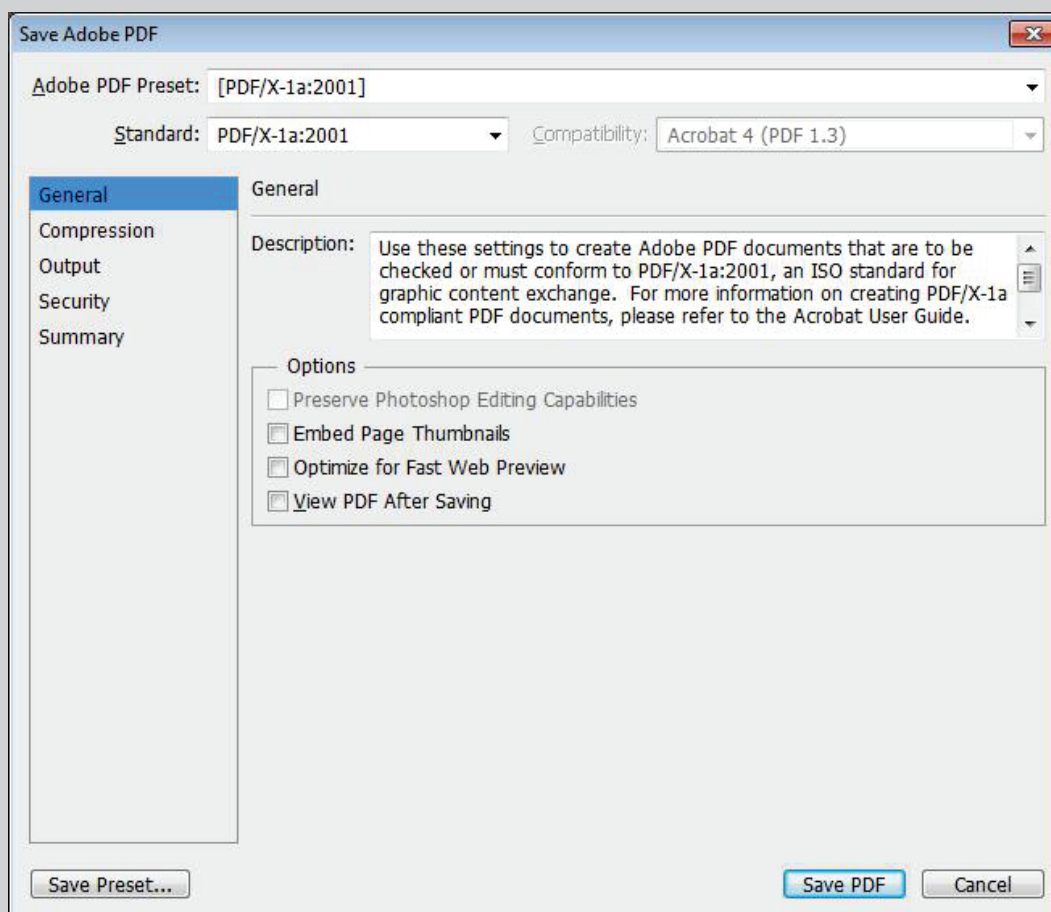 Save Adobe PDF
Adobe PDF Preset: [PDF/X-1a:2001]
Standard: PDF/X-1a:2001 Compatibility: Acrobat 4 (PDF 1.3)
General
Compression
Output
Security
Summary
General
Description: Use these settings to create Adobe PDF documents that are to be
checked or must conform to PDF/X-1a:2001, an ISO standard for
graphic content exchange.  For more information on creating PDF/X-1a
compliant PDF documents, please refer to the Acrobat User Guide.
Options
Preserve Photoshop Editing Capabilities
Embed Page Thumbnails
Optimize for Fast Web Preview
View PDF After Saving
Save Preset... Save PDF Cancel